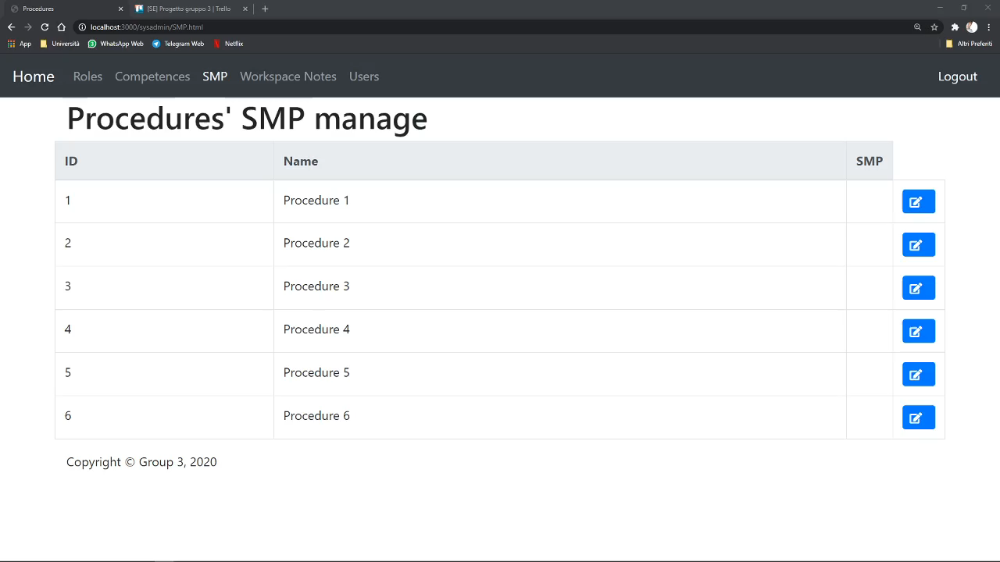 Procedures
[SE] Progetto gruppo 3 | Trello
localhost:3000/sysadmin/SMP.html
App Università WhatsApp Web Telegram Web Netflix Altri Preferiti
Home Roles Competences SMP Workspace Notes Users Logout
Procedures' SMP manage
ID Name SMP
1 Procedure 1
2 Procedure 2
3 Procedure 3
4 Procedure 4
5 Procedure 5
6 Procedure 6
Copyright © Group 3, 2020